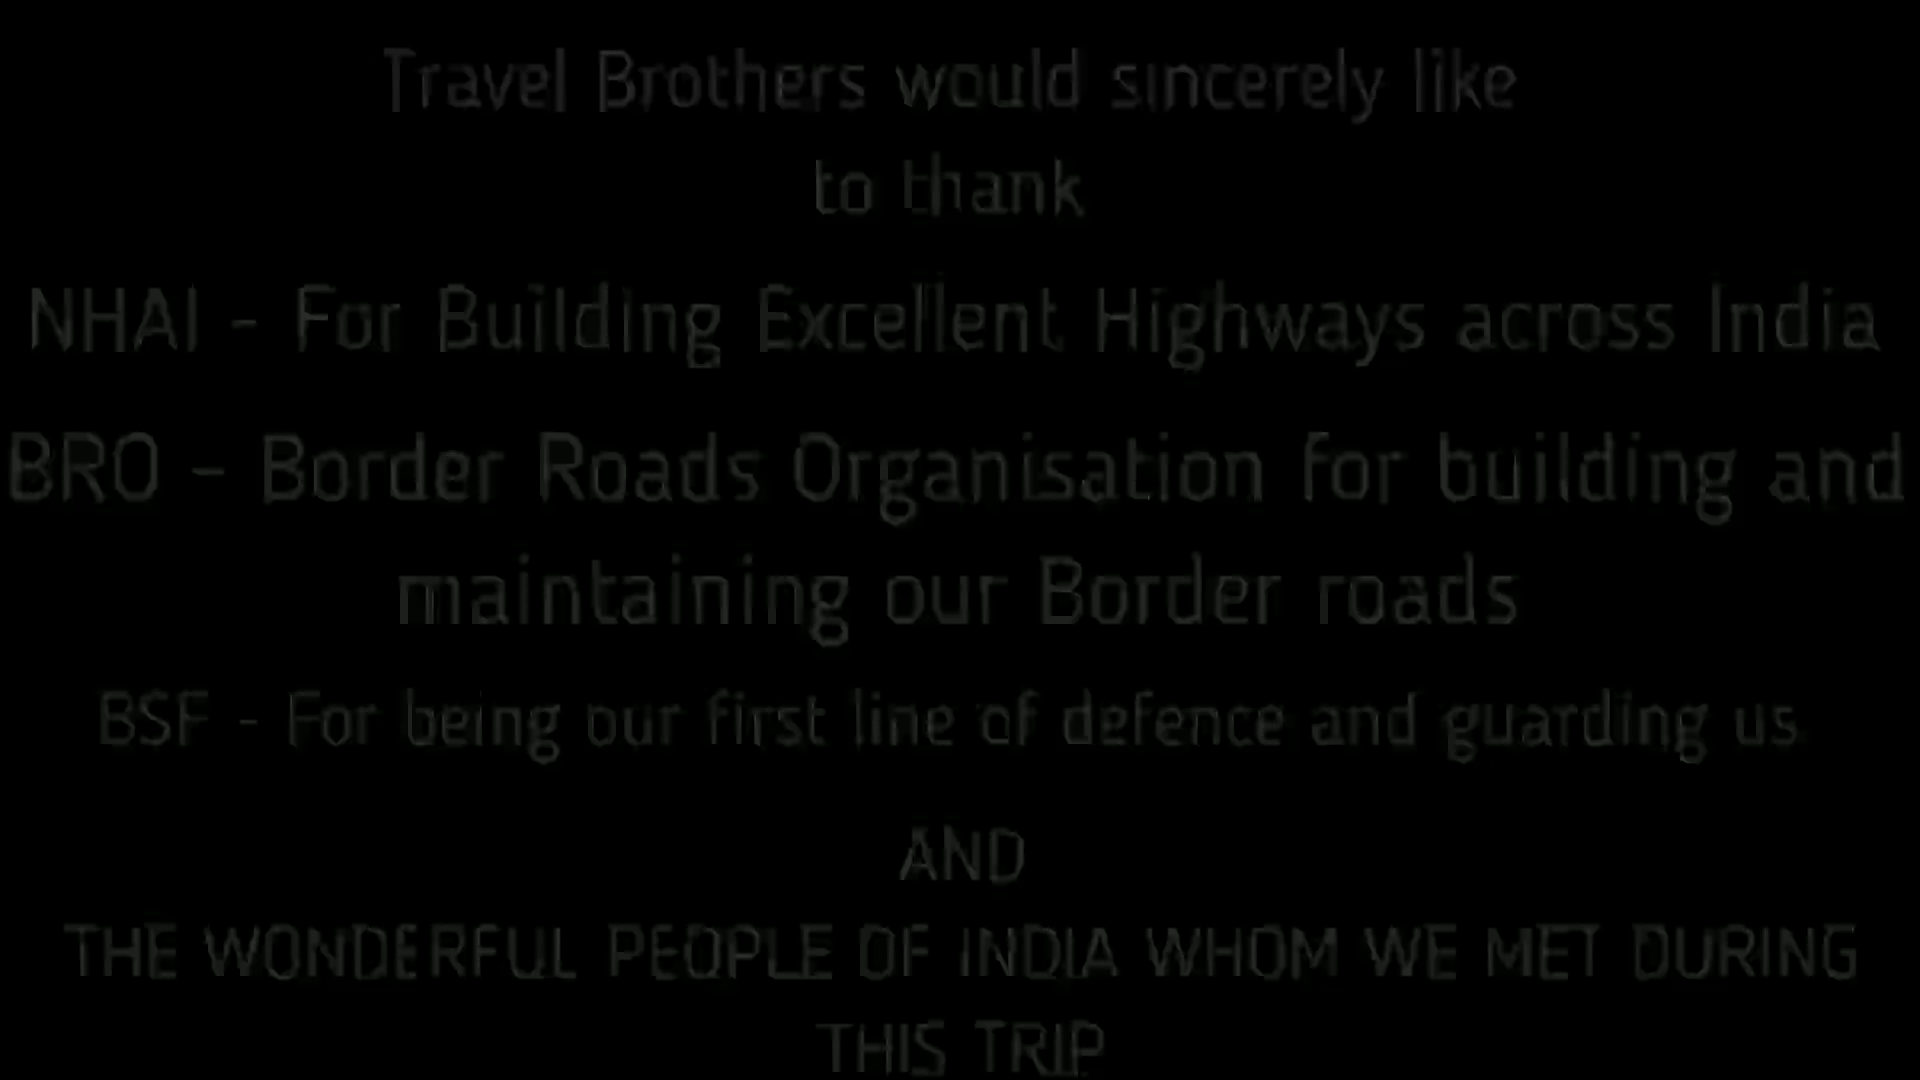 Travel Brothers would sincerely like
to thank
NHAI - For Building Excellent Highways across India
BRO - Border Roads Organisation for building and
maintaining our Border roads
BSF - For being our first line of defence and guarding us
AND
THE WONDERFUL PEOPLE OF INDIA WHOM WE MET DURING
THIS TRIP